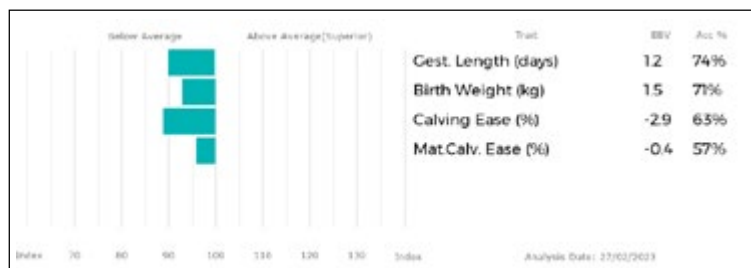 Below Average Above Average(Superior) Trait EBV Acc %
Gest. Length (days) 1.2 74%
Birth Weight (kg) 1.5 71%
Calving Ease (%) -2.9 63%
Mat.Calv. Ease (%) -0.4 57%
Index 70 80 90 100 110 120 130 Index Analysis Date: 27/02/2023